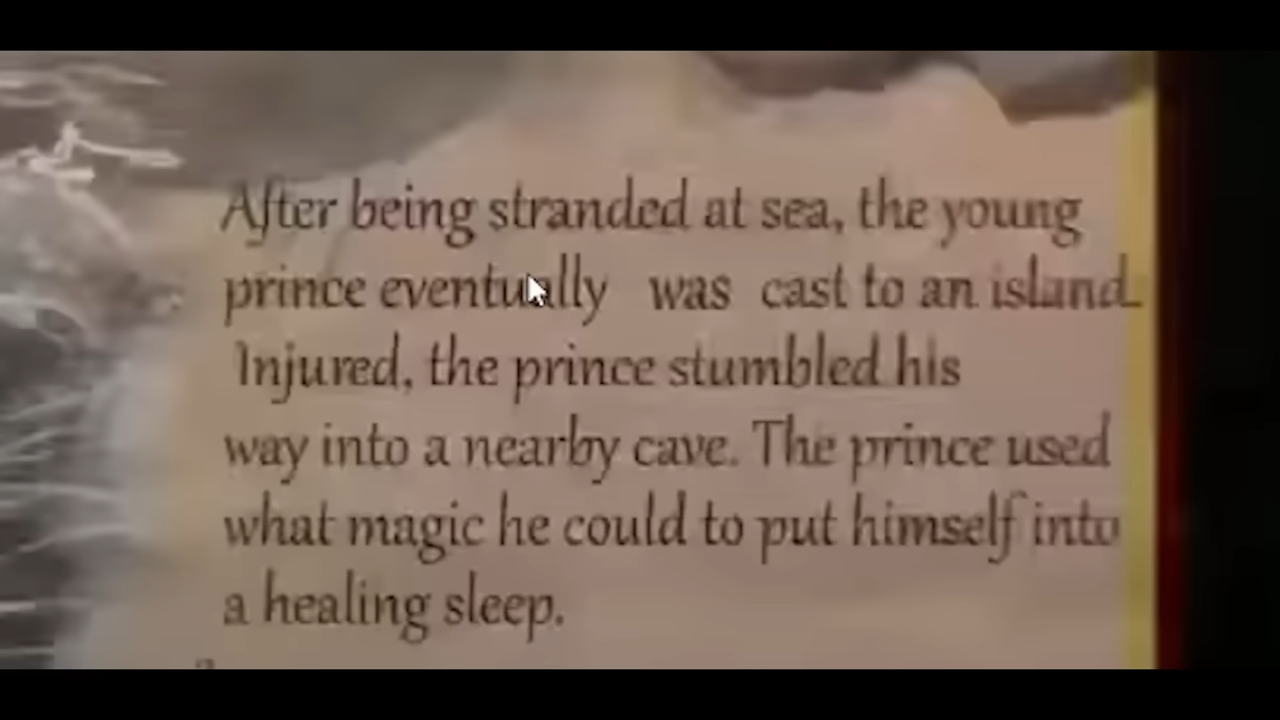 After being stranded at sea, the young
prince eventually was cast to an island.
Injured, the prince stumbled his
way into a nearby cave. The prince used
what magic he could to put himself into
a healing sleep.